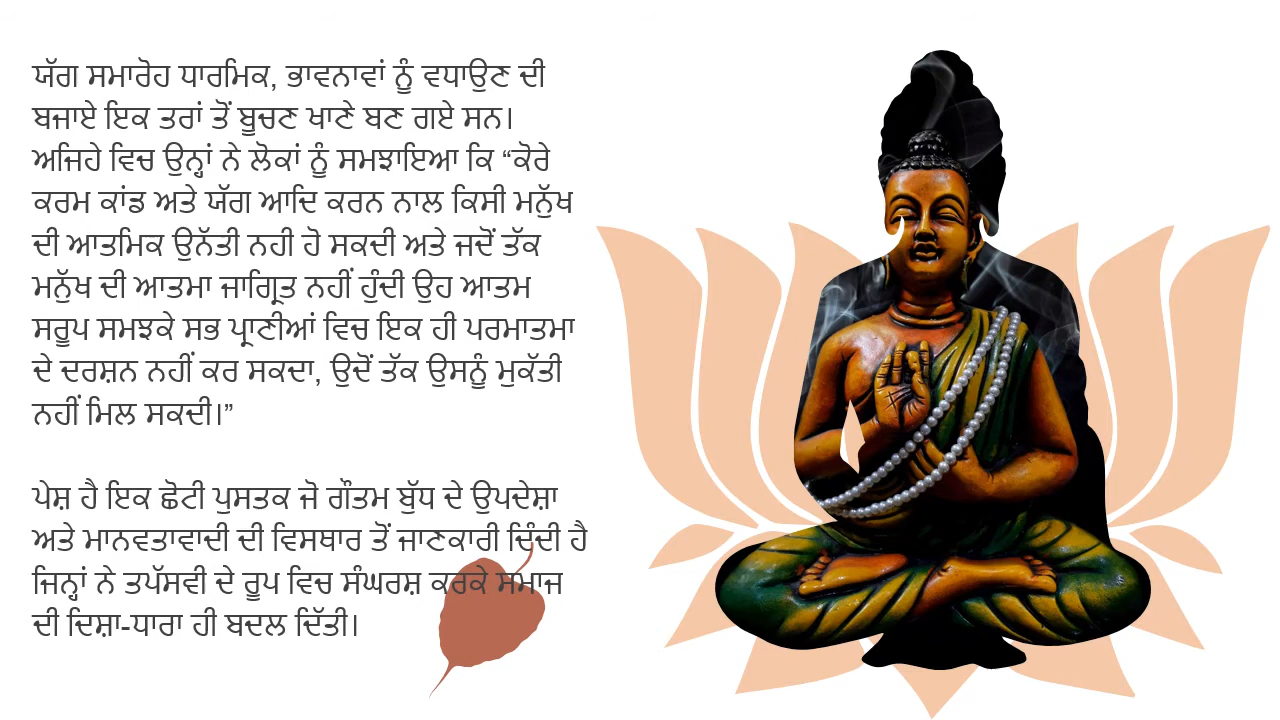 ਯੱਗ ਸਮਾਰੋਹ ਧਾਰਮਿਕ, ਭਾਵਨਾਵਾਂ ਨੂੰ ਵਧਾਉਣ ਦੀ
ਬਜਾਏ ਇਕ ਤਰਾਂ ਤੋਂ ਬੂਚਣ ਖਾਣੇ ਬਣ ਗਏ ਸਨ।
ਅਜਿਹੇ ਵਿਚ ਉਨ੍ਹਾਂ ਨੇ ਲੋਕਾਂ ਨੂੰ ਸਮਝਾਇਆ ਕਿ “ਕੋਰੇ
ਕਰਮ ਕਾਂਡ ਅਤੇ ਯੱਗ ਆਦਿ ਕਰਨ ਨਾਲ ਕਿਸੀ ਮਨੁੱਖ
ਦੀ ਆਤਮਿਕ ਉਨੱਤੀ ਨਹੀ ਹੋ ਸਕਦੀ ਅਤੇ ਜਦੋਂ ਤੱਕ
ਮਨੁੱਖ ਦੀ ਆਤਮਾ ਜਾਗ੍ਰਿਤ ਨਹੀਂ ਹੁੰਦੀ ਉਹ ਆਤਮ
ਸਰੂਪ ਸਮਝਕੇ ਸਭ ਪ੍ਰਾਣੀਆਂ ਵਿਚ ਇਕ ਹੀ ਪਰਮਾਤਮਾ
ਦੇ ਦਰਸ਼ਨ ਨਹੀਂ ਕਰ ਸਕਦਾ, ਉਦੋਂ ਤੱਕ ਉਸਨੂੰ ਮੁਕੱਤੀ
ਨਹੀਂ ਮਿਲ ਸਕਦੀ।”
ਪੇਸ਼ ਹੈ ਇਕ ਛੋਟੀ ਪੁਸਤਕ ਜੋ ਗੌਤਮ ਬੁੱਧ ਦੇ ਉਪਦੇਸ਼ਾ
ਅਤੇ ਮਾਨਵਤਾਵਾਦੀ ਦੀ ਵਿਸਥਾਰ ਤੋਂ ਜਾਣਕਾਰੀ ਦਿੰਦੀ ਹੈ
ਜਿਨ੍ਹਾਂ ਨੇ ਤਪੱਸਵੀ ਦੇ ਰੂਪ ਵਿਚ ਸੰਘਰਸ਼ ਕਰਕੇ ਸਮਾਜ
ਦੀ ਦਿਸ਼ਾ-ਧਾਰਾ ਹੀ ਬਦਲ ਦਿੱਤੀ।